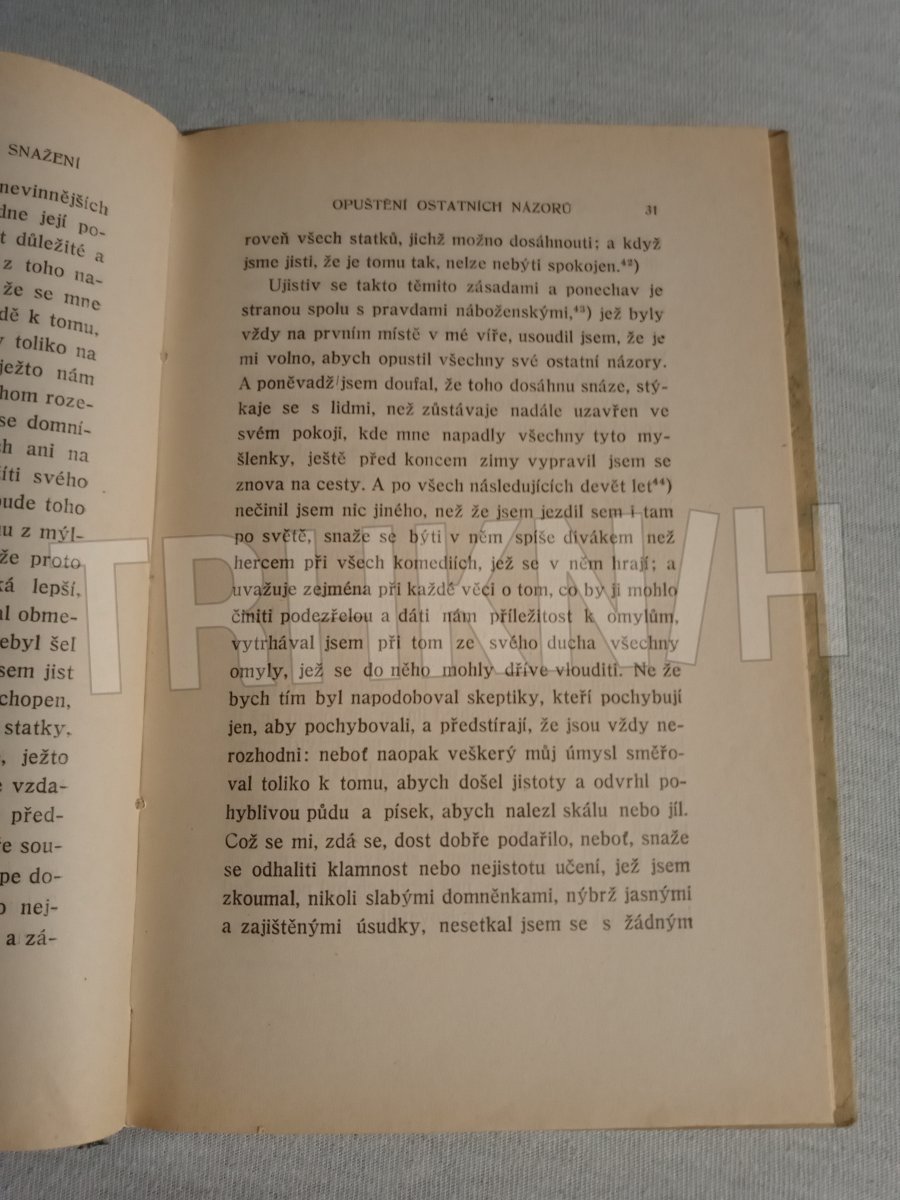 SNAŽENÍ
nevinnějších
dne její po-
t důležité a
z toho na-
že se mne
dě k tomu,
y toliko na
ježto nám
hom roze-
se domní-
ch ani na
žíti svého
bude toho
u z mýl-
že proto
ká lepší,
al obme-
nebyl šel
jsem jist
chopen,
statky,
, ježto
e vzda-
před-
ře sou-
pe do-
o nej-
a zá-
OPUŠTĚNÍ OSTATNÍCH NÁZORŮ 31
roveň všech statků, jichž možno dosáhnouti; a když
jsme jisti, že je tomu tak, nelze nebýti spokojen.⁴²)
Ujistiv se takto těmito zásadami a ponechav je
stranou spolu s pravdami náboženskými,⁴³) jež byly
vždy na prvním místě v mé víře, usoudil jsem, že je
mi volno, abych opustil všechny své ostatní názory.
A poněvadž jsem doufal, že toho dosáhnu snáze, stý-
kaje se s lidmi, než zůstávaje nadále uzavřen ve
svém pokoji, kde mne napadly všechny tyto my-
šlenky, ještě před koncem zimy vypravil jsem se
znova na cesty. A po všech následujících devět let⁴⁴)
nečinil jsem nic jiného, než že jsem jezdil sem i tam
po světě, snaže se býti v něm spíše divákem než
hercem při všech komediích, jež se v něm hrají; a
uvažuje zejména při každé věci o tom, co by ji mohlo
činiti podezřelou a dáti nám příležitost k omylům,
vytrhával jsem při tom ze svého ducha všechny
omyly, jež se do něho mohly dříve vlouditi. Ne že
bych tím byl napodoboval skeptiky, kteří pochybují
jen, aby pochybovali, a předstírají, že jsou vždy ne-
rozhodni: neboť naopak veškerý můj úmysl směřo-
val toliko k tomu, abych došel jistoty a odvrhl po-
hyblivou půdu a písek, abych nalezl skálu nebo jíl.
Což se mi, zdá se, dost dobře podařilo, neboť, snaže
se odhaliti klamnost nebo nejistotu učení, jež jsem
zkoumal, nikoli slabými domněnkami, nýbrž jasnými
a zajištěnými úsudky, nesetkal jsem se s žádným